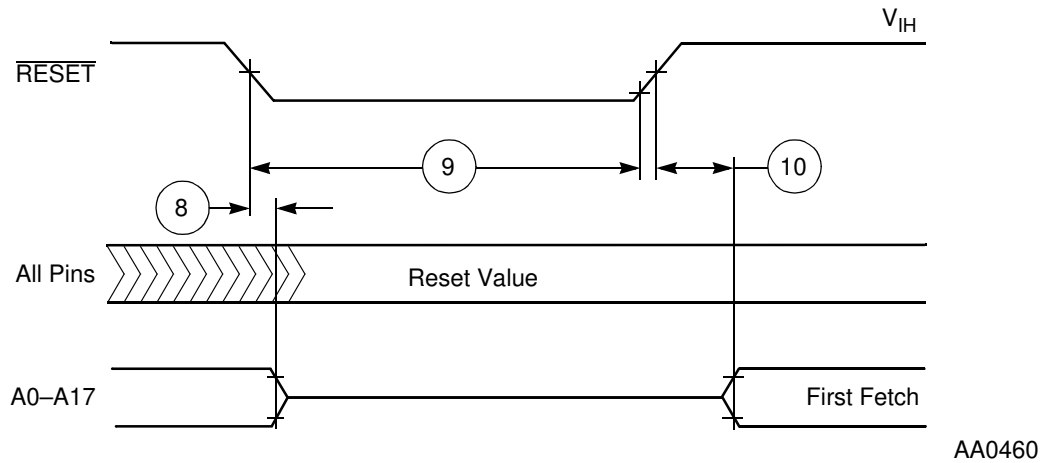 V_IH
RESET
9
10
8
All Pins
Reset Value
A0–A17
First Fetch
AA0460